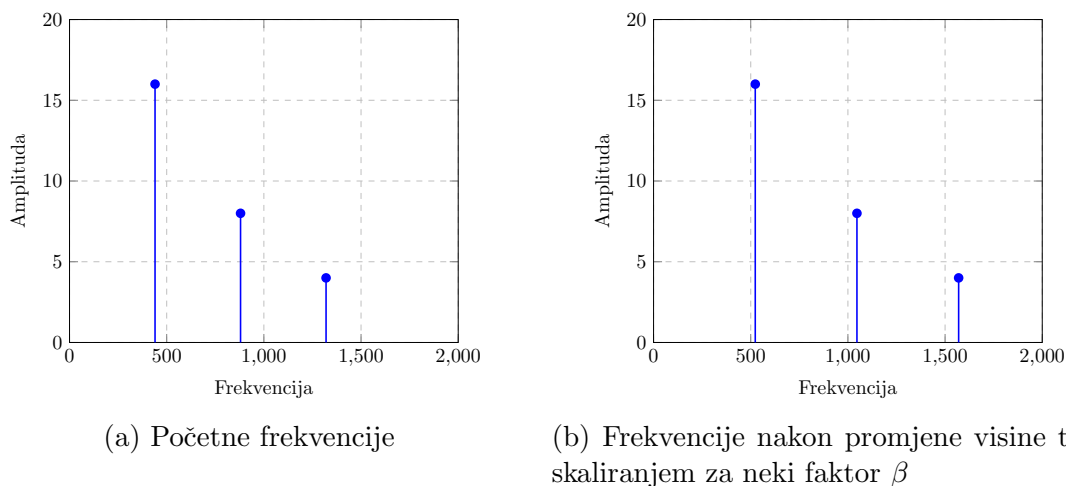 20
15
10
5
0
Amplituda
0 500 1,000 1,500 2,000
Frekvencija
(a) Početne frekvencije
20
15
10
5
0
Amplituda
0 500 1,000 1,500 2,000
Frekvencija
(b) Frekvencije nakon promjene visine t
skaliranjem za neki faktor β